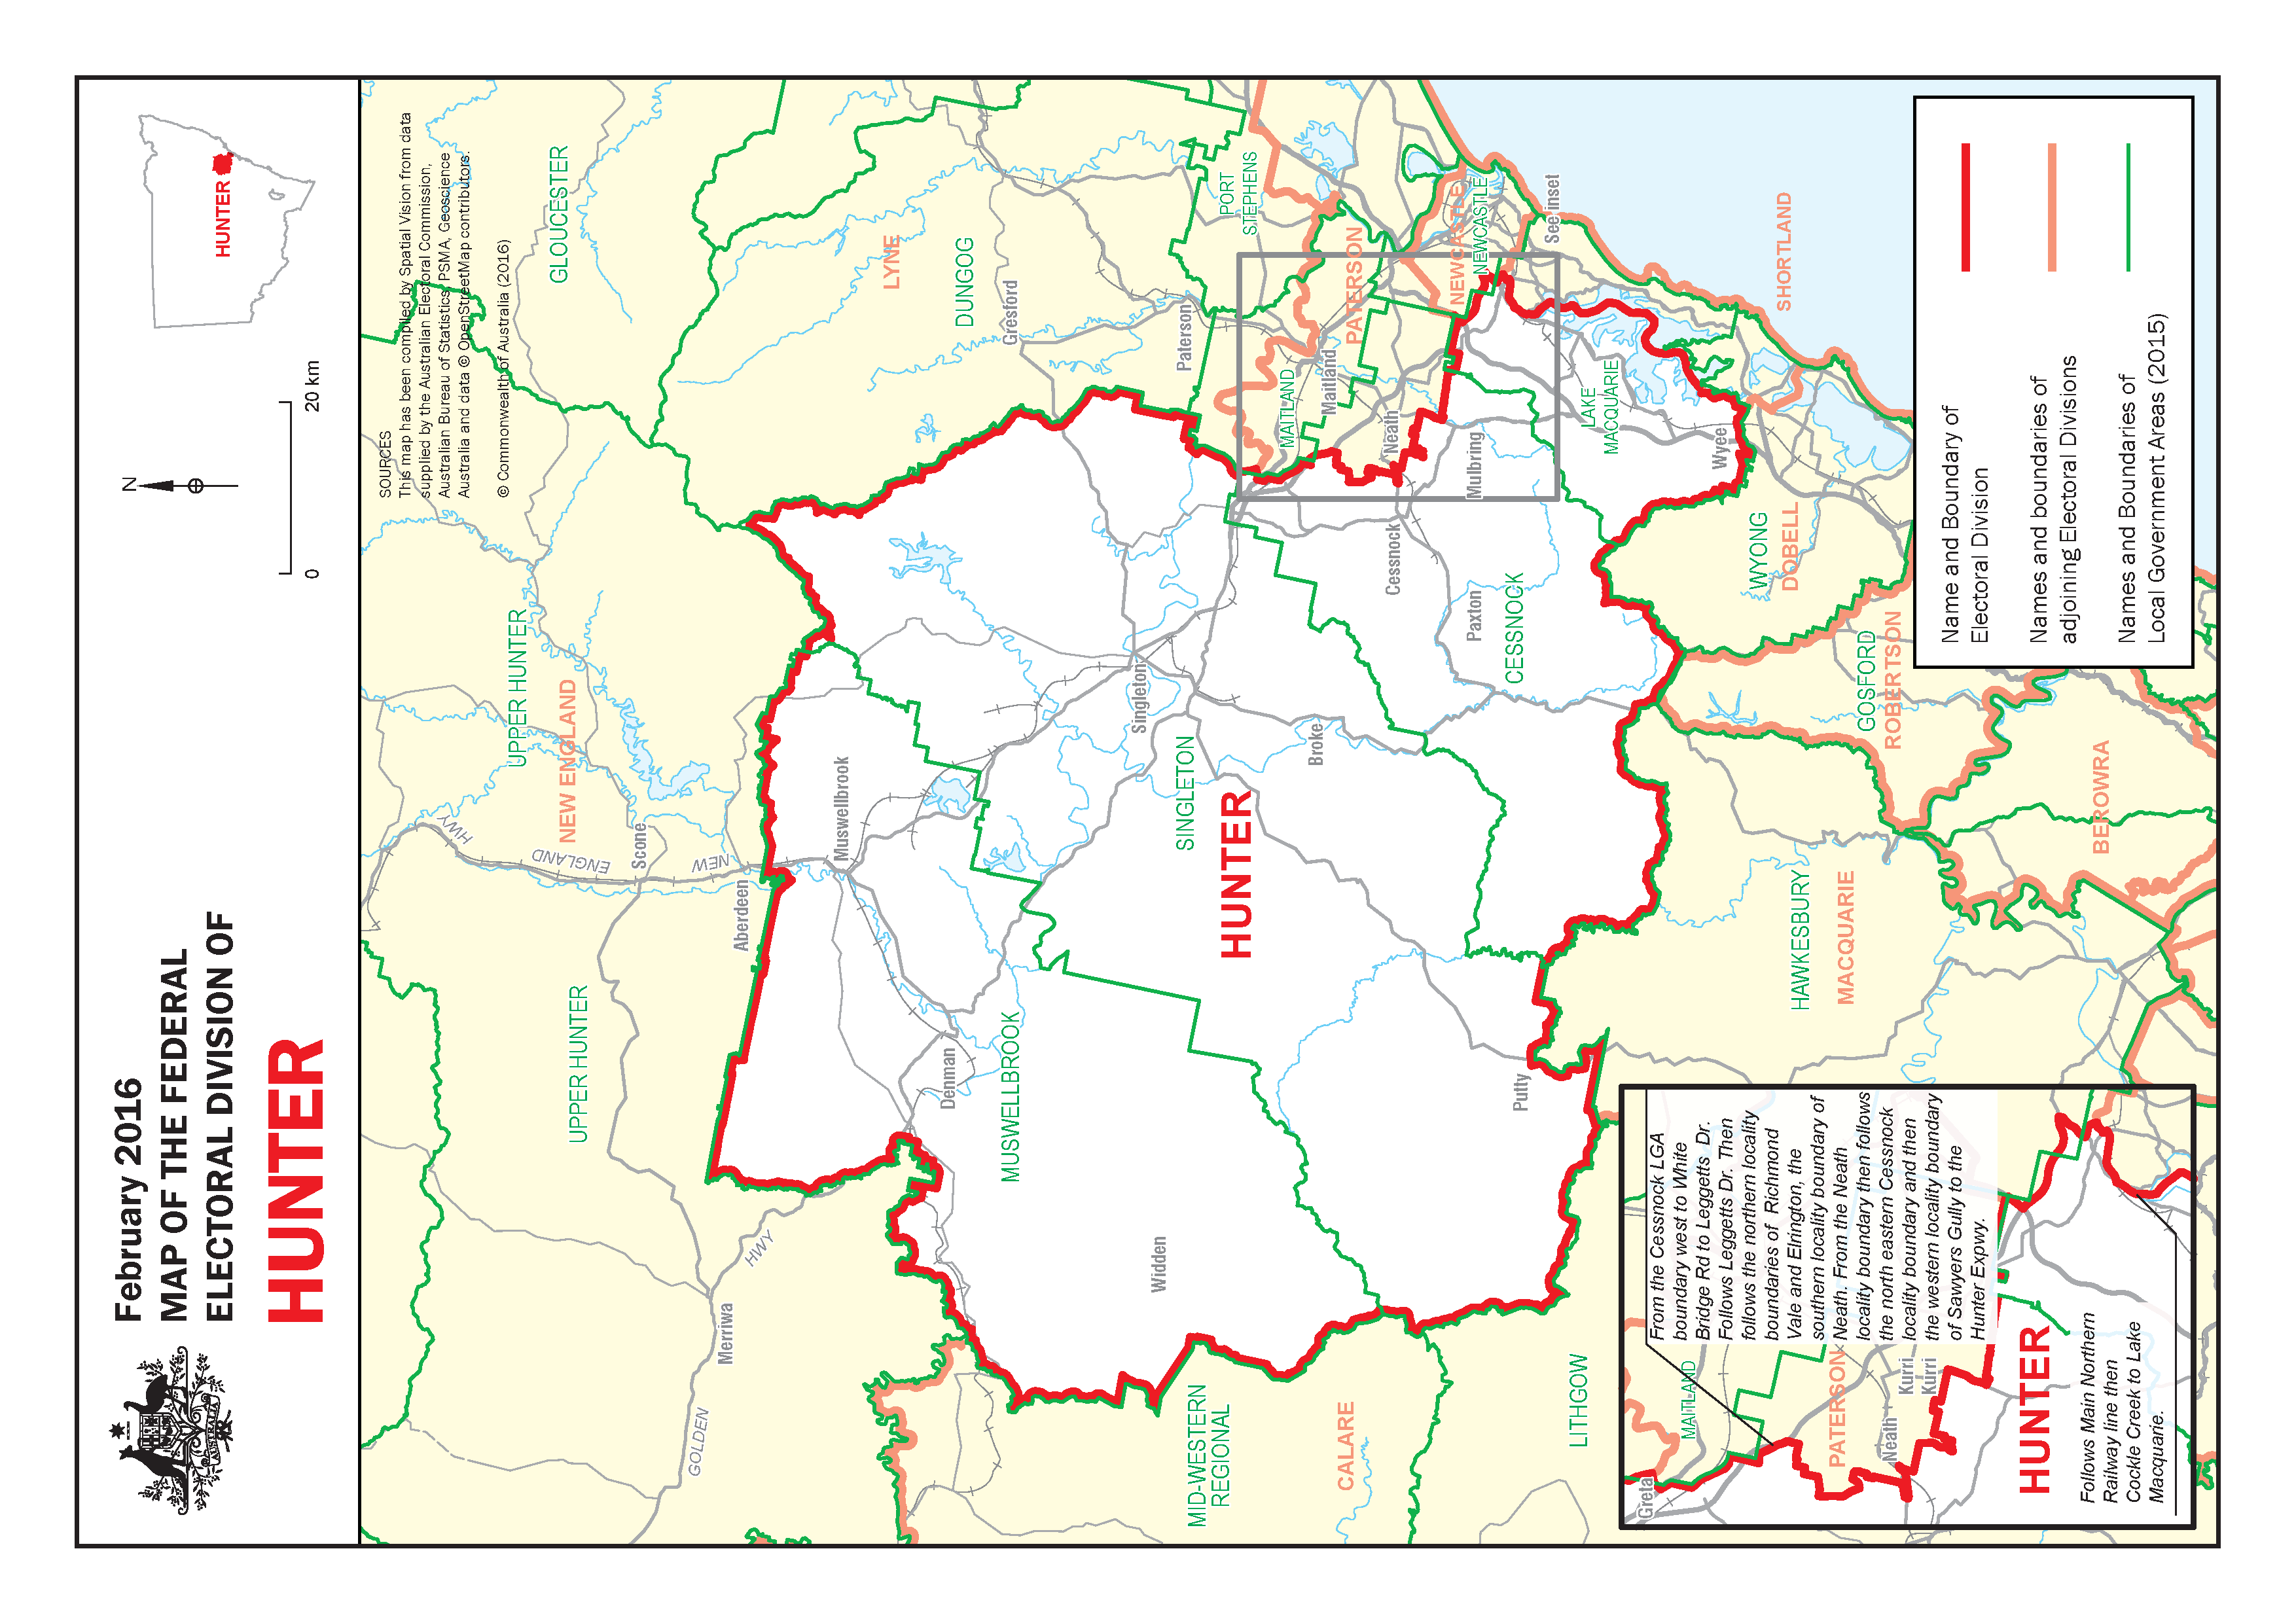 February 2016
MAP OF THE FEDERAL
ELECTORAL DIVISION OF
HUNTER
AUSTRALIA
N
0
20 km
HUNTER
SOURCES
This map has been compiled by Spatial Vision from data
supplied by the Australian Electoral Commission,
Australian Bureau of Statistics, PSMA, Geoscience
Australia and data © OpenStreetMap contributors.
© Commonwealth of Australia (2016)
GLOUCESTER
UPPER HUNTER
NEW ENGLAND
HWY
ENGLAND
NEW
Scone
UPPER HUNTER
Aberdeen
Merriwa
HWY
GOLDEN
LYNE
DUNGOG
Gresford
Muswellbrook
Denman
MUSWELLBROOK
Paterson
PORT
STEPHENS
Singleton
SINGLETON
HUNTER
Widden
MID-WESTERN
REGIONAL
CALARE
MAITLAND
Maitland
PATERSON
Neath
Broke
Cessnock
NEWCASTLE
NEWCASTLE
Mulbring
Paxton
CESSNOCK
Putty
See inset
LITHGOW
LAKE
MACQUARIE
Wyee
SHORTLAND
WYONG
DOBELL
GOSFORD
ROBERTSON
HAWKESBURY
MACQUARIE
BEROWRA
Name and Boundary of
Electoral Division
Names and boundaries of
adjoining Electoral Divisions
Names and Boundaries of
Local Government Areas (2015)
From the Cessnock LGA
boundary west to White
Bridge Rd to Leggetts Dr.
Follows Leggetts Dr. Then
follows the northern locality
boundaries of Richmond
Vale and Elrington, the
southern locality boundary of
Neath. From the Neath
locality boundary then follows
the north eastern Cessnock
locality boundary and then
the western locality boundary
of Sawyers Gully to the
Hunter Expwy.
Greta
MAITLAND
PATERSON
Neath
Kurri
Kurri
HUNTER
Follows Main Northern
Railway line then
Cockle Creek to Lake
Macquarie.